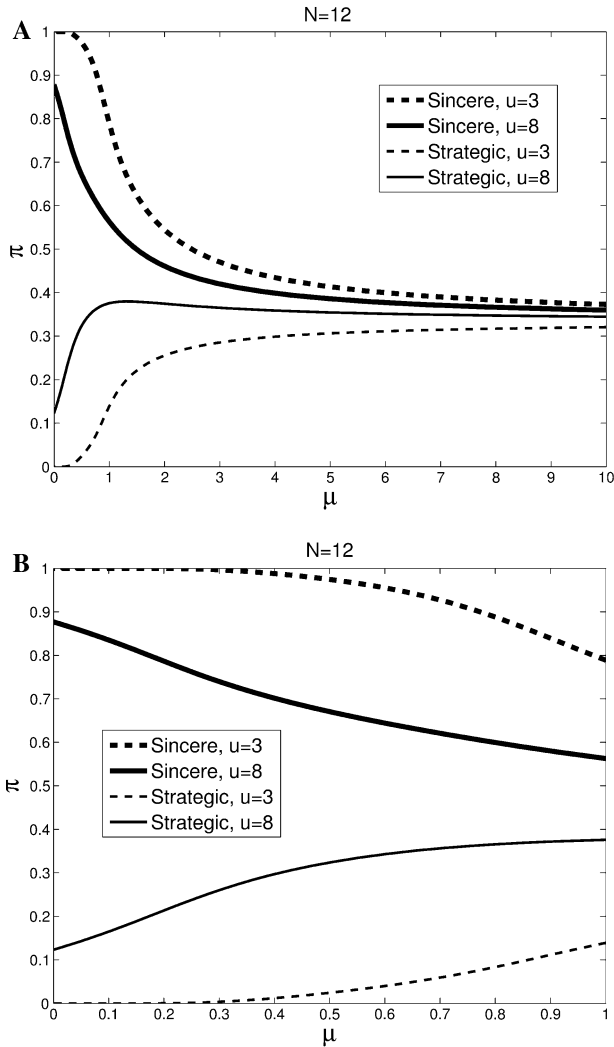 A
N=12
1
0.9
0.8
0.7
0.6
0.5
0.4
0.3
0.2
0.1
0
π
Sincere, u=3
Sincere, u=8
Strategic, u=3
Strategic, u=8
0 1 2 3 4 5 6 7 8 9 10
μ
B
N=12
1
0.9
0.8
0.7
0.6
0.5
0.4
0.3
0.2
0.1
0
π
Sincere, u=3
Sincere, u=8
Strategic, u=3
Strategic, u=8
0 0.1 0.2 0.3 0.4 0.5 0.6 0.7 0.8 0.9 1
μ